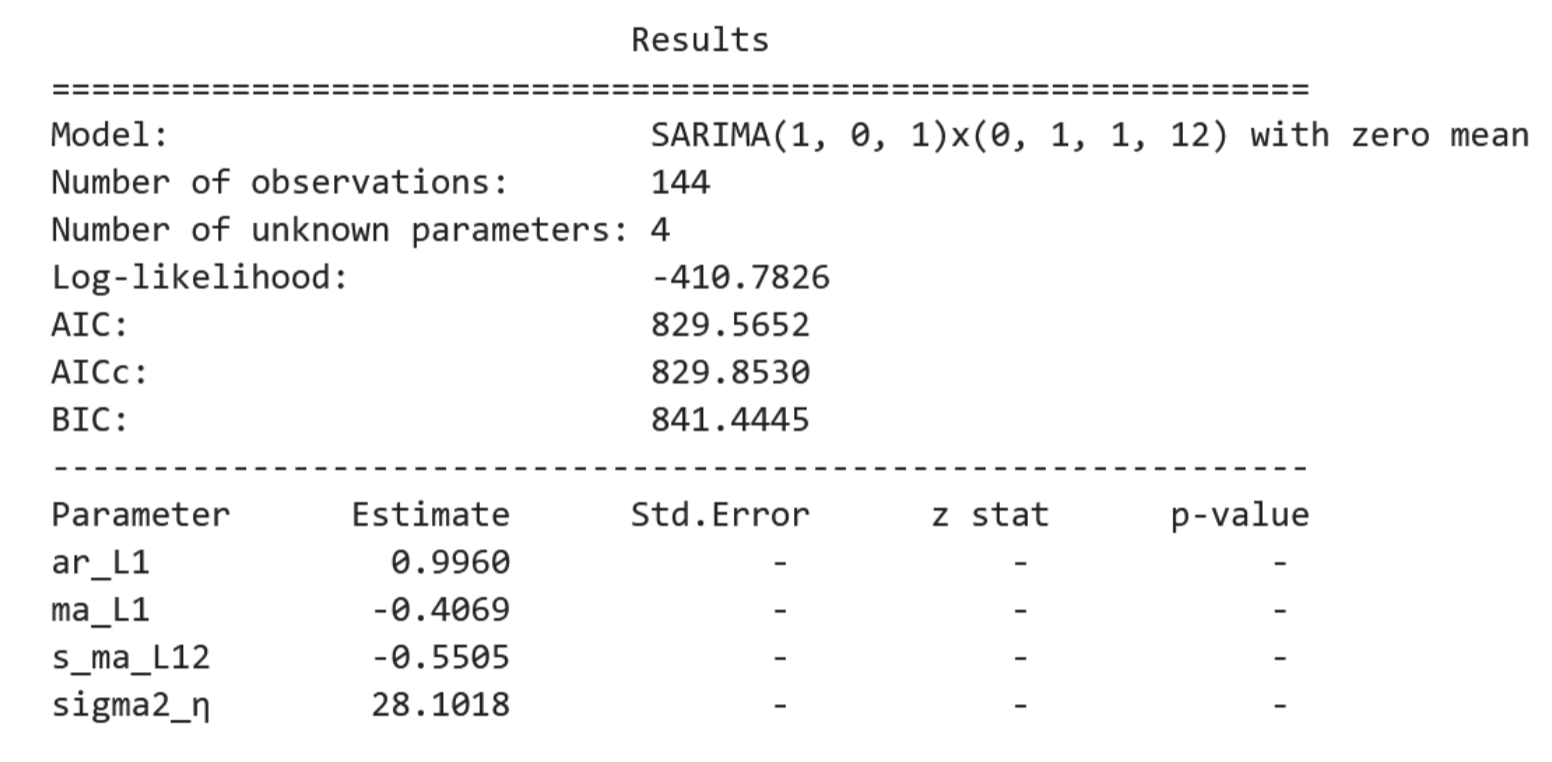 Results
===============================================================
Model: SARIMA(1, 0, 1)x(0, 1, 1, 12) with zero mean
Number of observations: 144
Number of unknown parameters: 4
Log-likelihood: -410.7826
AIC: 829.5652
AICc: 829.8530
BIC: 841.4445
---------------------------------------------------------------
Parameter Estimate Std.Error z stat p-value
ar_L1 0.9960 - - -
ma_L1 -0.4069 - - -
s_ma_L12 -0.5505 - - -
sigma2_η 28.1018 - - -